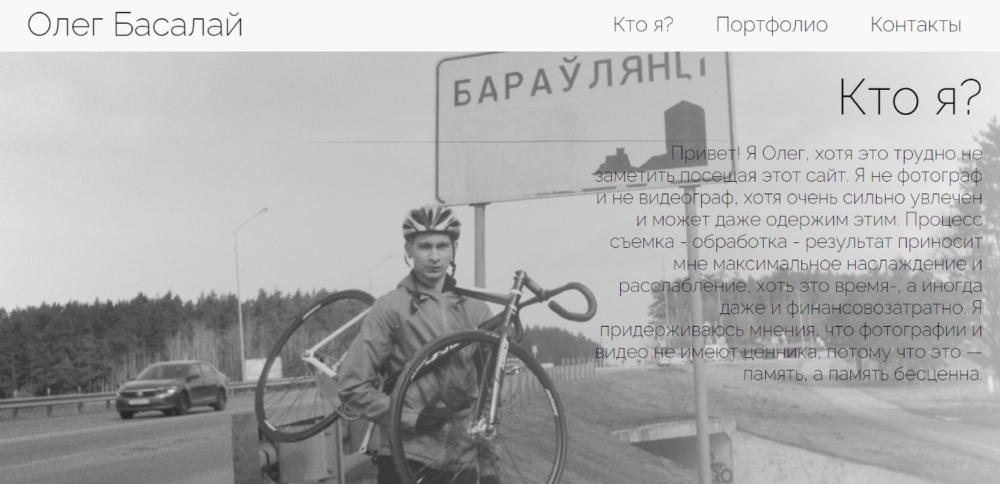 Олег Басалай
Кто я?
Портфолио
Контакты
БАРАЎЛЯНЦІ
Кто я?
Привет! Я Олег, хотя это трудно не
заметить посещая этот сайт. Я не фотограф
и не видеограф, хотя очень сильно увлечен
и может даже одержим этим. Процесс
съемка - обработка - результат приносит
мне максимальное наслаждение и
расслабление, хоть это время-, а иногда
даже и финансовозатратно. Я
придерживаюсь мнения, что фотографии и
видео не имеют ценника, потому что это —
память, а память бесценна.